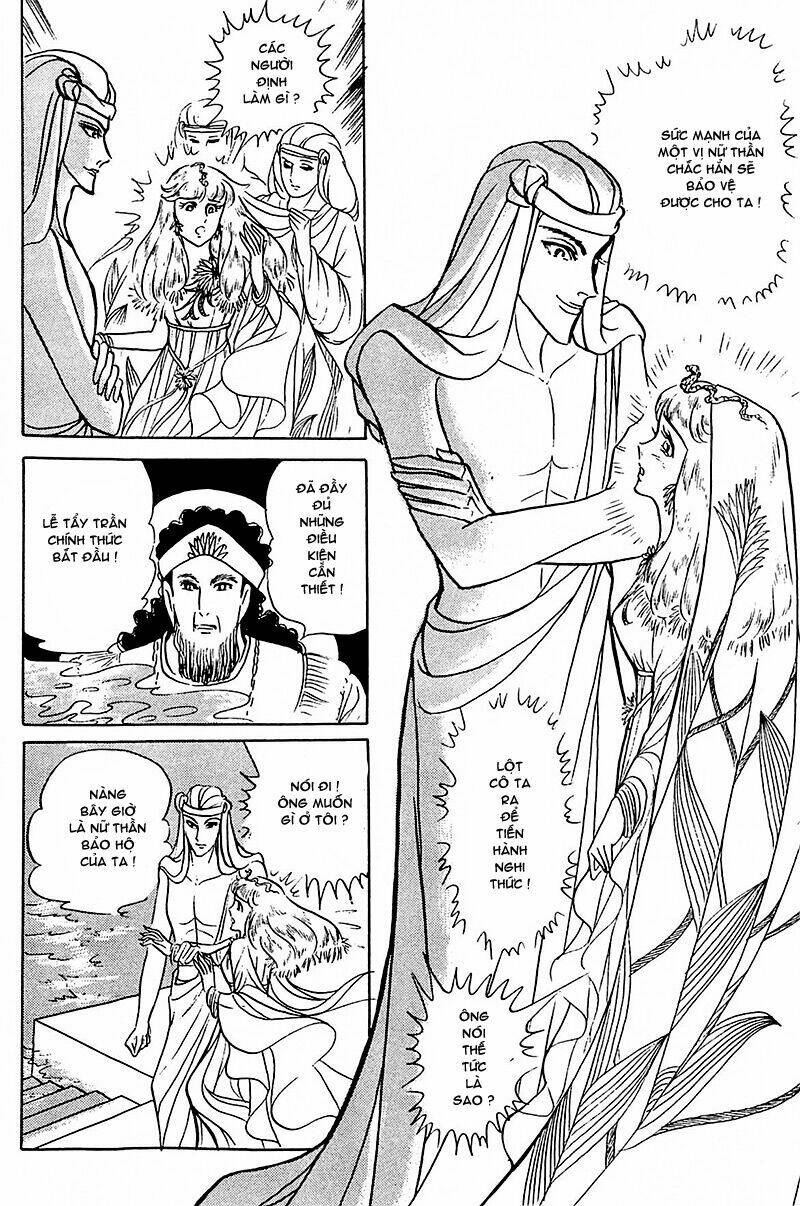 CÁC
NGƯỜI
ĐỊNH
LÀM GÌ ?
SỨC MẠNH CỦA
MỘT VỊ NỮ THẦN
CHẮC HẲN SẼ
BẢO VỆ
ĐƯỢC CHO TA !
ĐÃ ĐẦY
ĐỦ
NHỮNG
ĐIỀU
KIỆN
CẦN
THIẾT !
LỄ TẨY TRẦN
CHÍNH THỨC
BẮT ĐẦU !
NÀNG
BÂY GIỜ
LÀ NỮ THẦN
BẢO HỘ
CỦA TA !
NÓI ĐI !
ÔNG MUỐN
GÌ Ở TÔI ?
LỘT
CÔ TA
RA
ĐỂ
TIẾN
HÀNH
NGHI
THỨC !
ÔNG
NÓI
THẾ
TỨC
LÀ
SAO ?